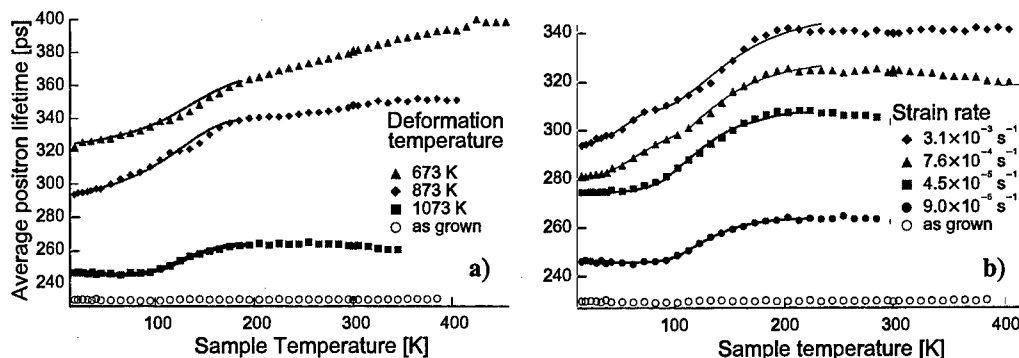 Average positron lifetime [ps]
400
380
360
340
320
300
280
260
240
100
200
300
400
Sample Temperature [K]
Deformation
temperature
673 K
873 K
1073 K
as grown
a)
340
320
300
280
260
240
100
200
300
400
Sample temperature [K]
Strain rate
3.1×10⁻³ s⁻¹
7.6×10⁻⁴ s⁻¹
4.5×10⁻⁵ s⁻¹
9.0×10⁻⁶ s⁻¹
as grown
b)